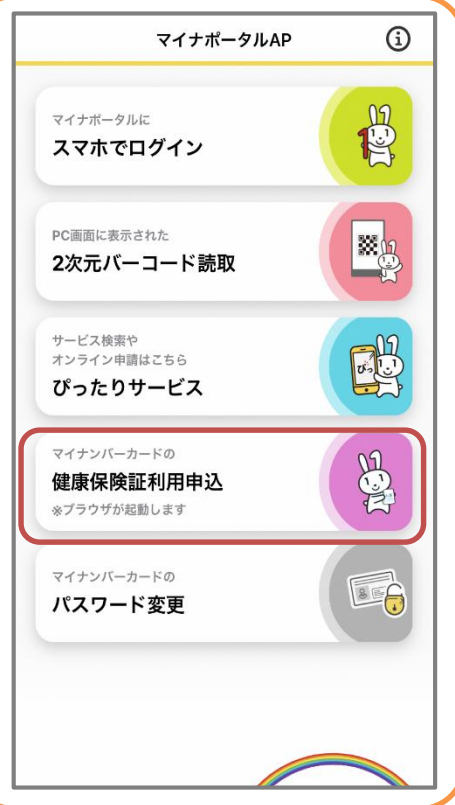 マイナポータルAP
マイナポータルに
スマホでログイン
PC画面に表示された
2次元バーコード読取
サービス検索や
オンライン申請はこちら
ぴったりサービス
ぴっ
マイナンバーカードの
健康保険証利用申込
※ブラウザが起動します
マイナンバーカードの
パスワード変更